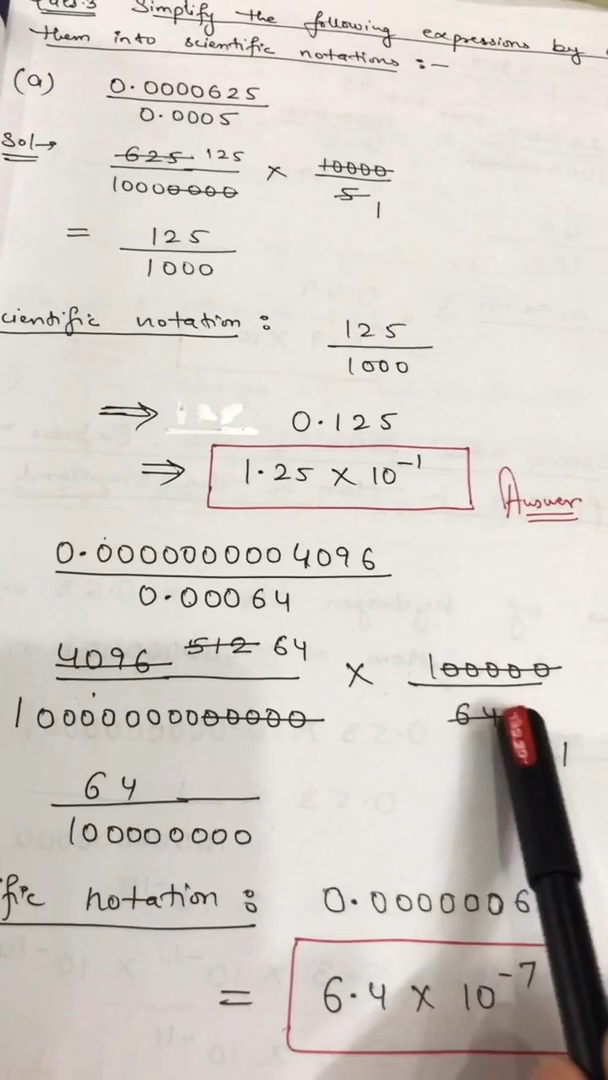 Simplify the following expressions by
them into scientific notations :-
(a) 0.0000625
0.0005
Sol→ 625 125 × 10000
10000000 5 1
= 125
1000
cientific notation : 125
1000
⇒ 0.125
⇒ 1.25 × 10⁻¹ Answer
0.0000000004096
0.00064
4096 512 64 × 100000
64 1
64
100000000
fic notation : 0.0000006
= 6.4 × 10⁻⁷